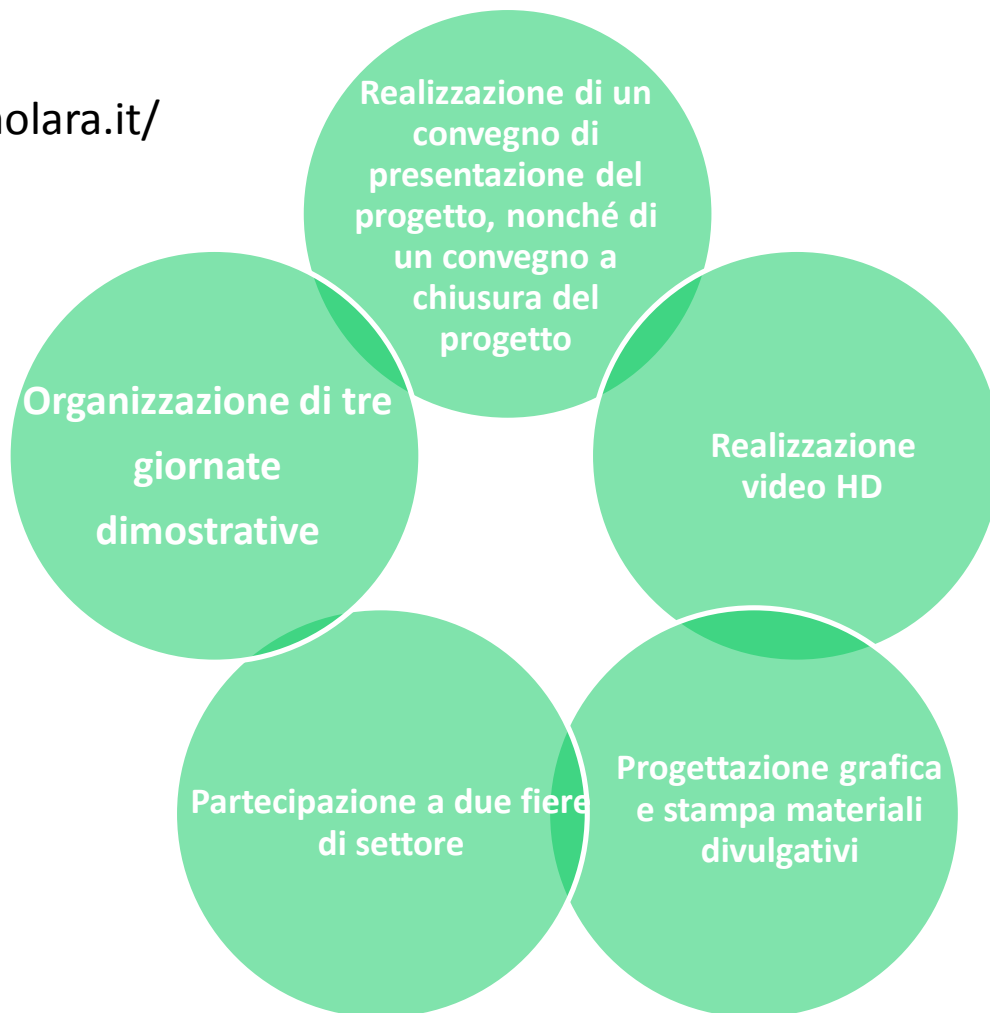 olara.it/
Realizzazione di un
convegno di
presentazione del
progetto, nonché di
un convegno a
chiusura del
progetto
Organizzazione di tre
giornate
dimostrative
Realizzazione
video HD
Partecipazione a due fiere
di settore
Progettazione grafica
e stampa materiali
divulgativi